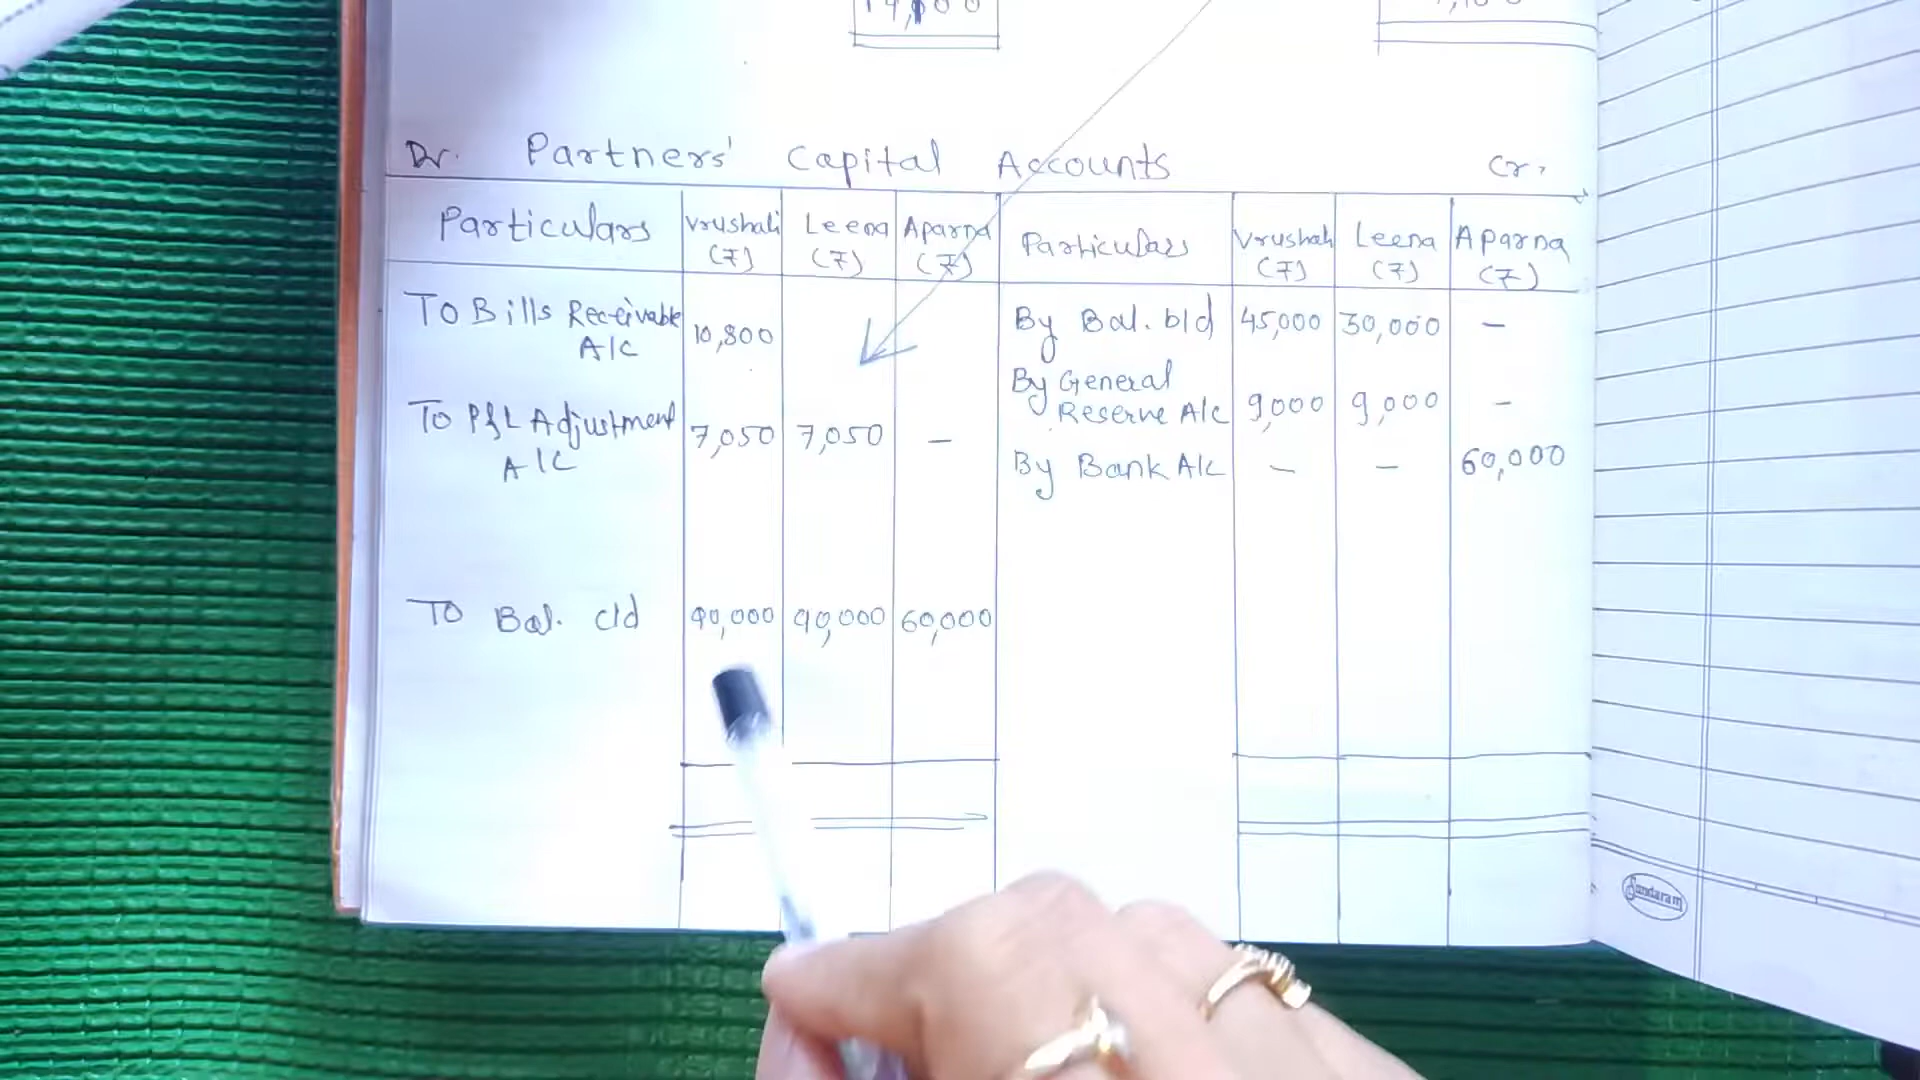 Dr. Partners' Capital Accounts Cr.
Particulars Vrushali (₹) Leena (₹) Aparna (₹) Particulars Vrushali (₹) Leena (₹) Aparna (₹)
To Bills Receivable A/c 10,800 By Bal. b/d 45,000 30,000 –
By General Reserve A/c 9,000 9,000 –
To P&L Adjustment A/c 7,050 7,050 –
By Bank A/c – – 60,000
To Bal. c/d 90,000 90,000 60,000
Sundaram